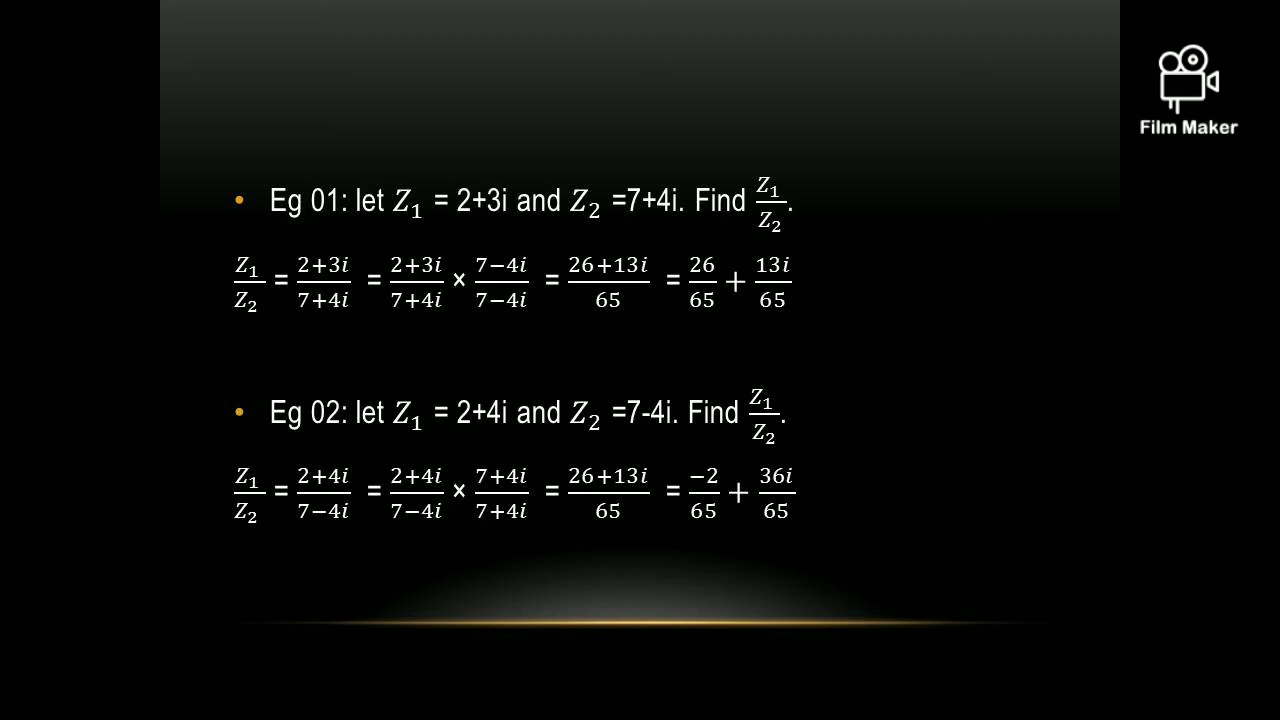 Film Maker
• Eg 01: let Z₁ = 2+3i and Z₂ =7+4i. Find Z₁/Z₂.
Z₁/Z₂ = (2+3i)/(7+4i) = (2+3i)/(7+4i) × (7−4i)/(7−4i) = (26+13i)/65 = 26/65 + 13i/65
• Eg 02: let Z₁ = 2+4i and Z₂ =7-4i. Find Z₁/Z₂.
Z₁/Z₂ = (2+4i)/(7−4i) = (2+4i)/(7−4i) × (7+4i)/(7+4i) = (26+13i)/65 = −2/65 + 36i/65